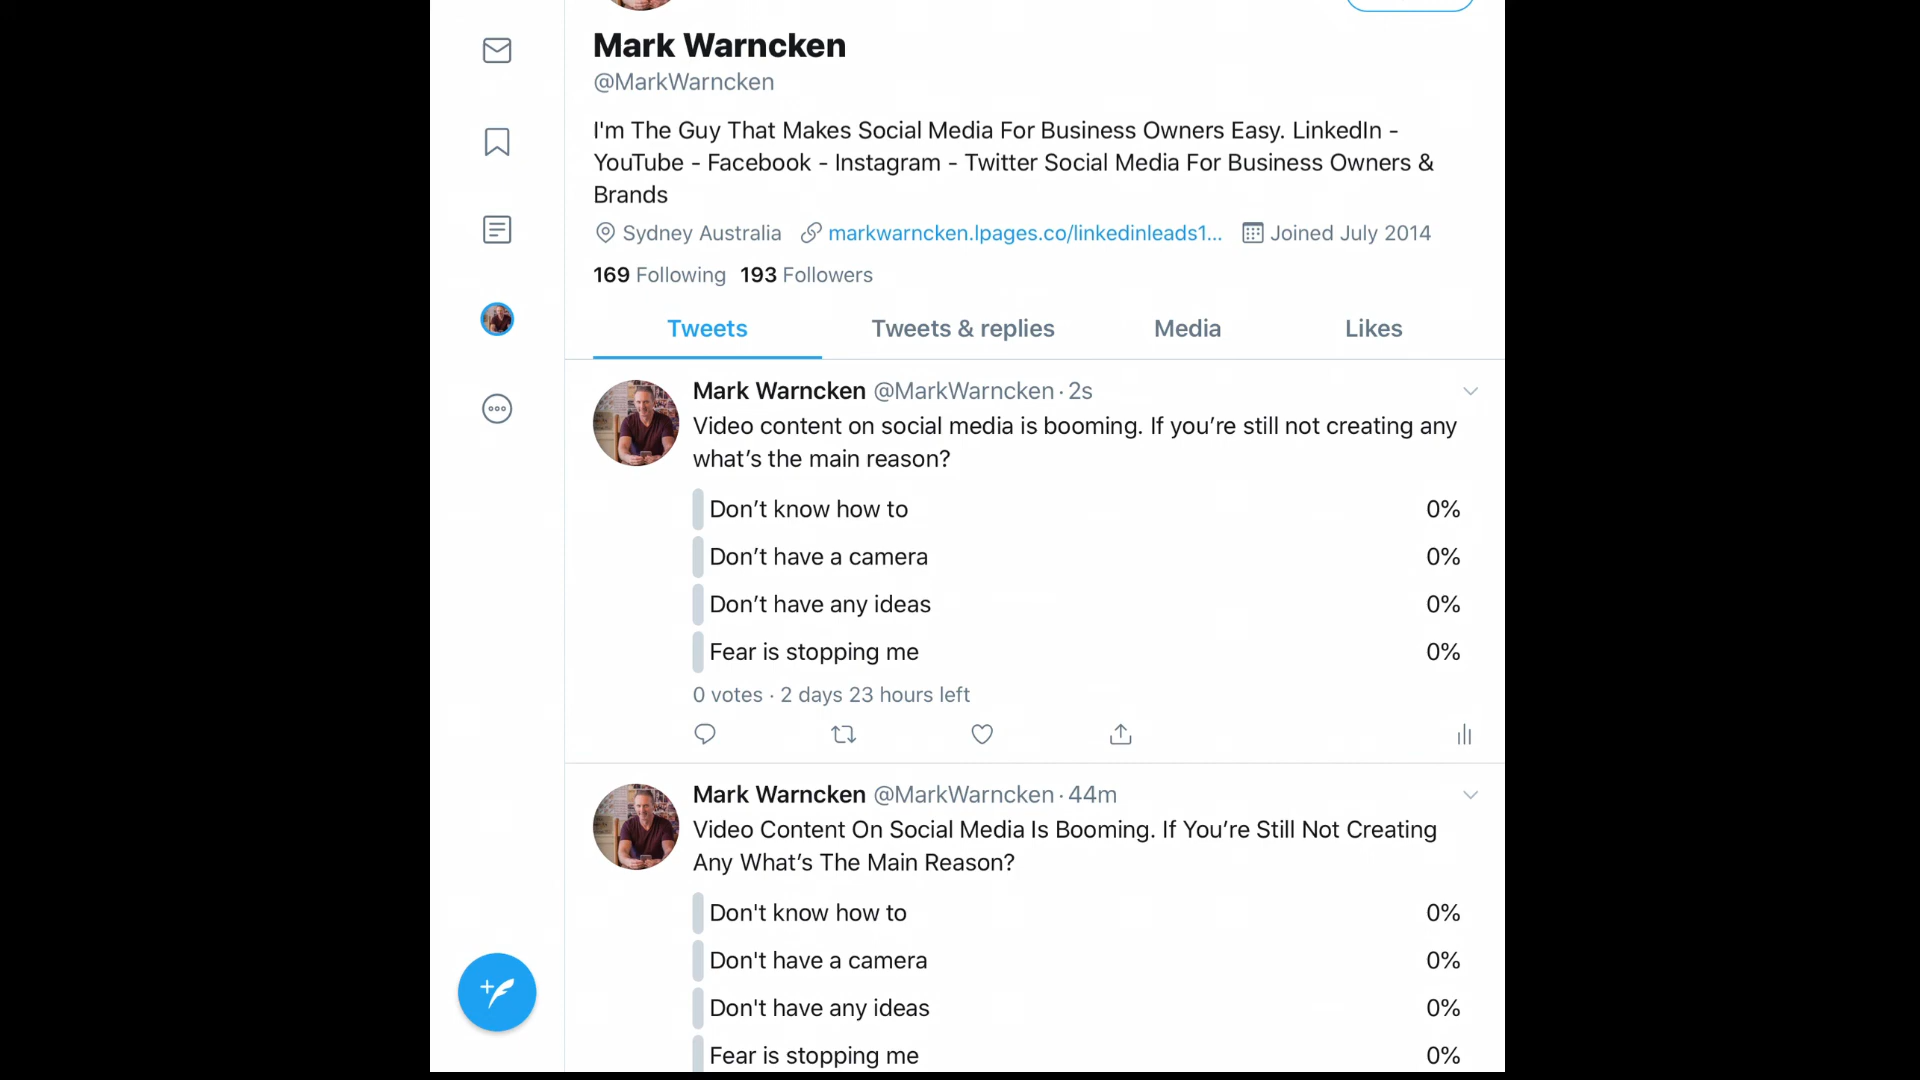 Mark Warncken
@MarkWarncken
I'm The Guy That Makes Social Media For Business Owners Easy. LinkedIn -
YouTube - Facebook - Instagram - Twitter Social Media For Business Owners &
Brands
Sydney Australia markwarncken.lpages.co/linkedinleads1... Joined July 2014
169 Following 193 Followers
Tweets Tweets & replies Media Likes
Mark Warncken @MarkWarncken · 2s
Video content on social media is booming. If you’re still not creating any
what’s the main reason?
Don’t know how to 0%
Don’t have a camera 0%
Don’t have any ideas 0%
Fear is stopping me 0%
0 votes · 2 days 23 hours left
Mark Warncken @MarkWarncken · 44m
Video Content On Social Media Is Booming. If You’re Still Not Creating
Any What’s The Main Reason?
Don't know how to 0%
Don't have a camera 0%
Don't have any ideas 0%
Fear is stopping me 0%